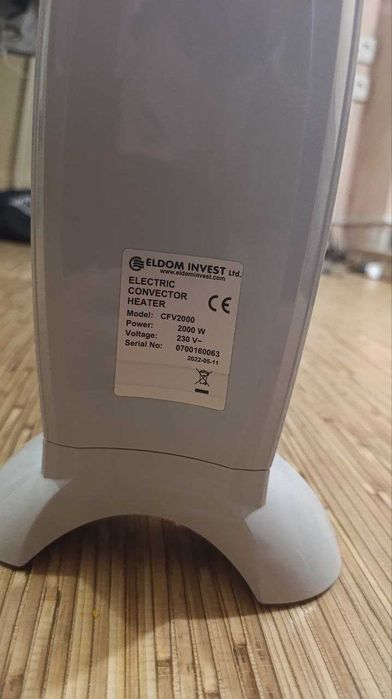 ELDOM INVEST Ltd.
www.eldominvest.com
ELECTRIC
CONVECTOR
HEATER
CE
Model: CFV2000
Power: 2000 W
Voltage: 230 V~
Serial No: 0700160063
2022-05-11